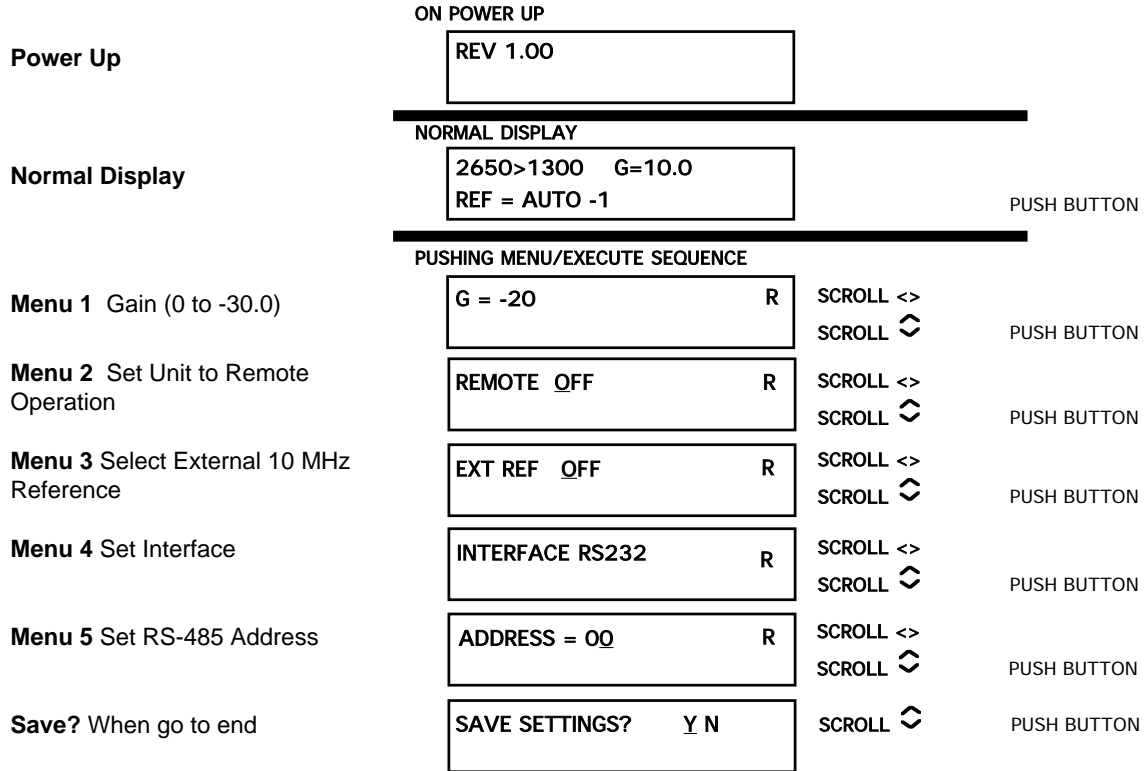 ON POWER UP
Power Up
REV 1.00
NORMAL DISPLAY
Normal Display
2650>1300 G=10.0
REF = AUTO -1
PUSH BUTTON
PUSHING MENU/EXECUTE SEQUENCE
Menu 1 Gain (0 to -30.0)
G = -20 R
SCROLL <>
SCROLL
PUSH BUTTON
Menu 2 Set Unit to Remote
Operation
REMOTE OFF R
SCROLL <>
SCROLL
PUSH BUTTON
Menu 3 Select External 10 MHz
Reference
EXT REF OFF R
SCROLL <>
SCROLL
PUSH BUTTON
Menu 4 Set Interface
INTERFACE RS232 R
SCROLL <>
SCROLL
PUSH BUTTON
Menu 5 Set RS-485 Address
ADDRESS = 00 R
SCROLL <>
SCROLL
PUSH BUTTON
Save? When go to end
SAVE SETTINGS? Y N
SCROLL
PUSH BUTTON